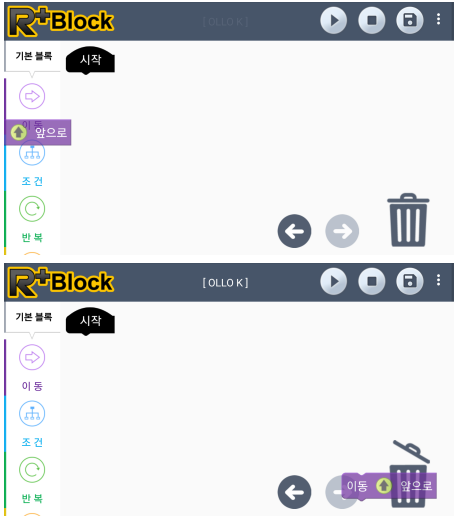 R+Block
[ OLLO K ]
기본 블록
시작
이 동
앞으로
조 건
반 복
R+Block
[ OLLO K ]
기본 블록
시작
이 동
조 건
반 복
이동 앞으로